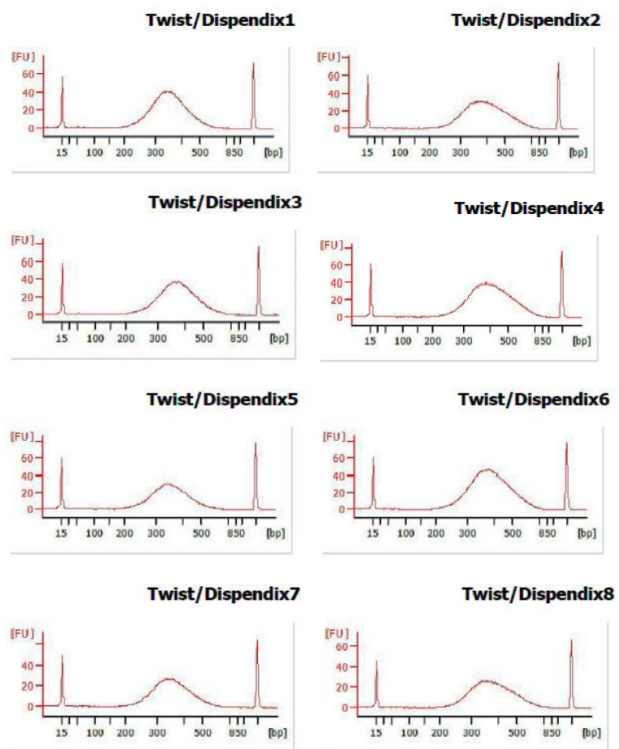 Twist/Dispendix1
[FU]
60
40
20
0
15 100 200 300 500 850 [bp]
Twist/Dispendix2
[FU]
60
40
20
0
15 100 200 300 500 850 [bp]
Twist/Dispendix3
[FU]
60
40
20
0
15 100 200 300 500 850 [bp]
Twist/Dispendix4
[FU]
60
40
20
0
15 100 200 300 500 850 [bp]
Twist/Dispendix5
[FU]
60
40
20
0
15 100 200 300 500 850 [bp]
Twist/Dispendix6
[FU]
60
40
20
0
15 100 200 300 500 850 [bp]
Twist/Dispendix7
[FU]
40
20
0
15 100 200 300 500 850 [bp]
Twist/Dispendix8
[FU]
60
40
20
0
15 100 200 300 500 850 [bp]